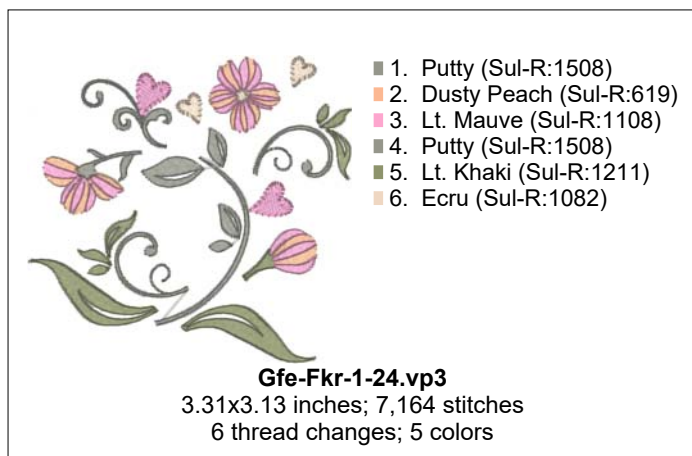 1. Putty (Sul-R:1508)
2. Dusty Peach (Sul-R:619)
3. Lt. Mauve (Sul-R:1108)
4. Putty (Sul-R:1508)
5. Lt. Khaki (Sul-R:1211)
6. Ecru (Sul-R:1082)
Gfe-Fkr-1-24.vp3
3.31x3.13 inches; 7,164 stitches
6 thread changes; 5 colors